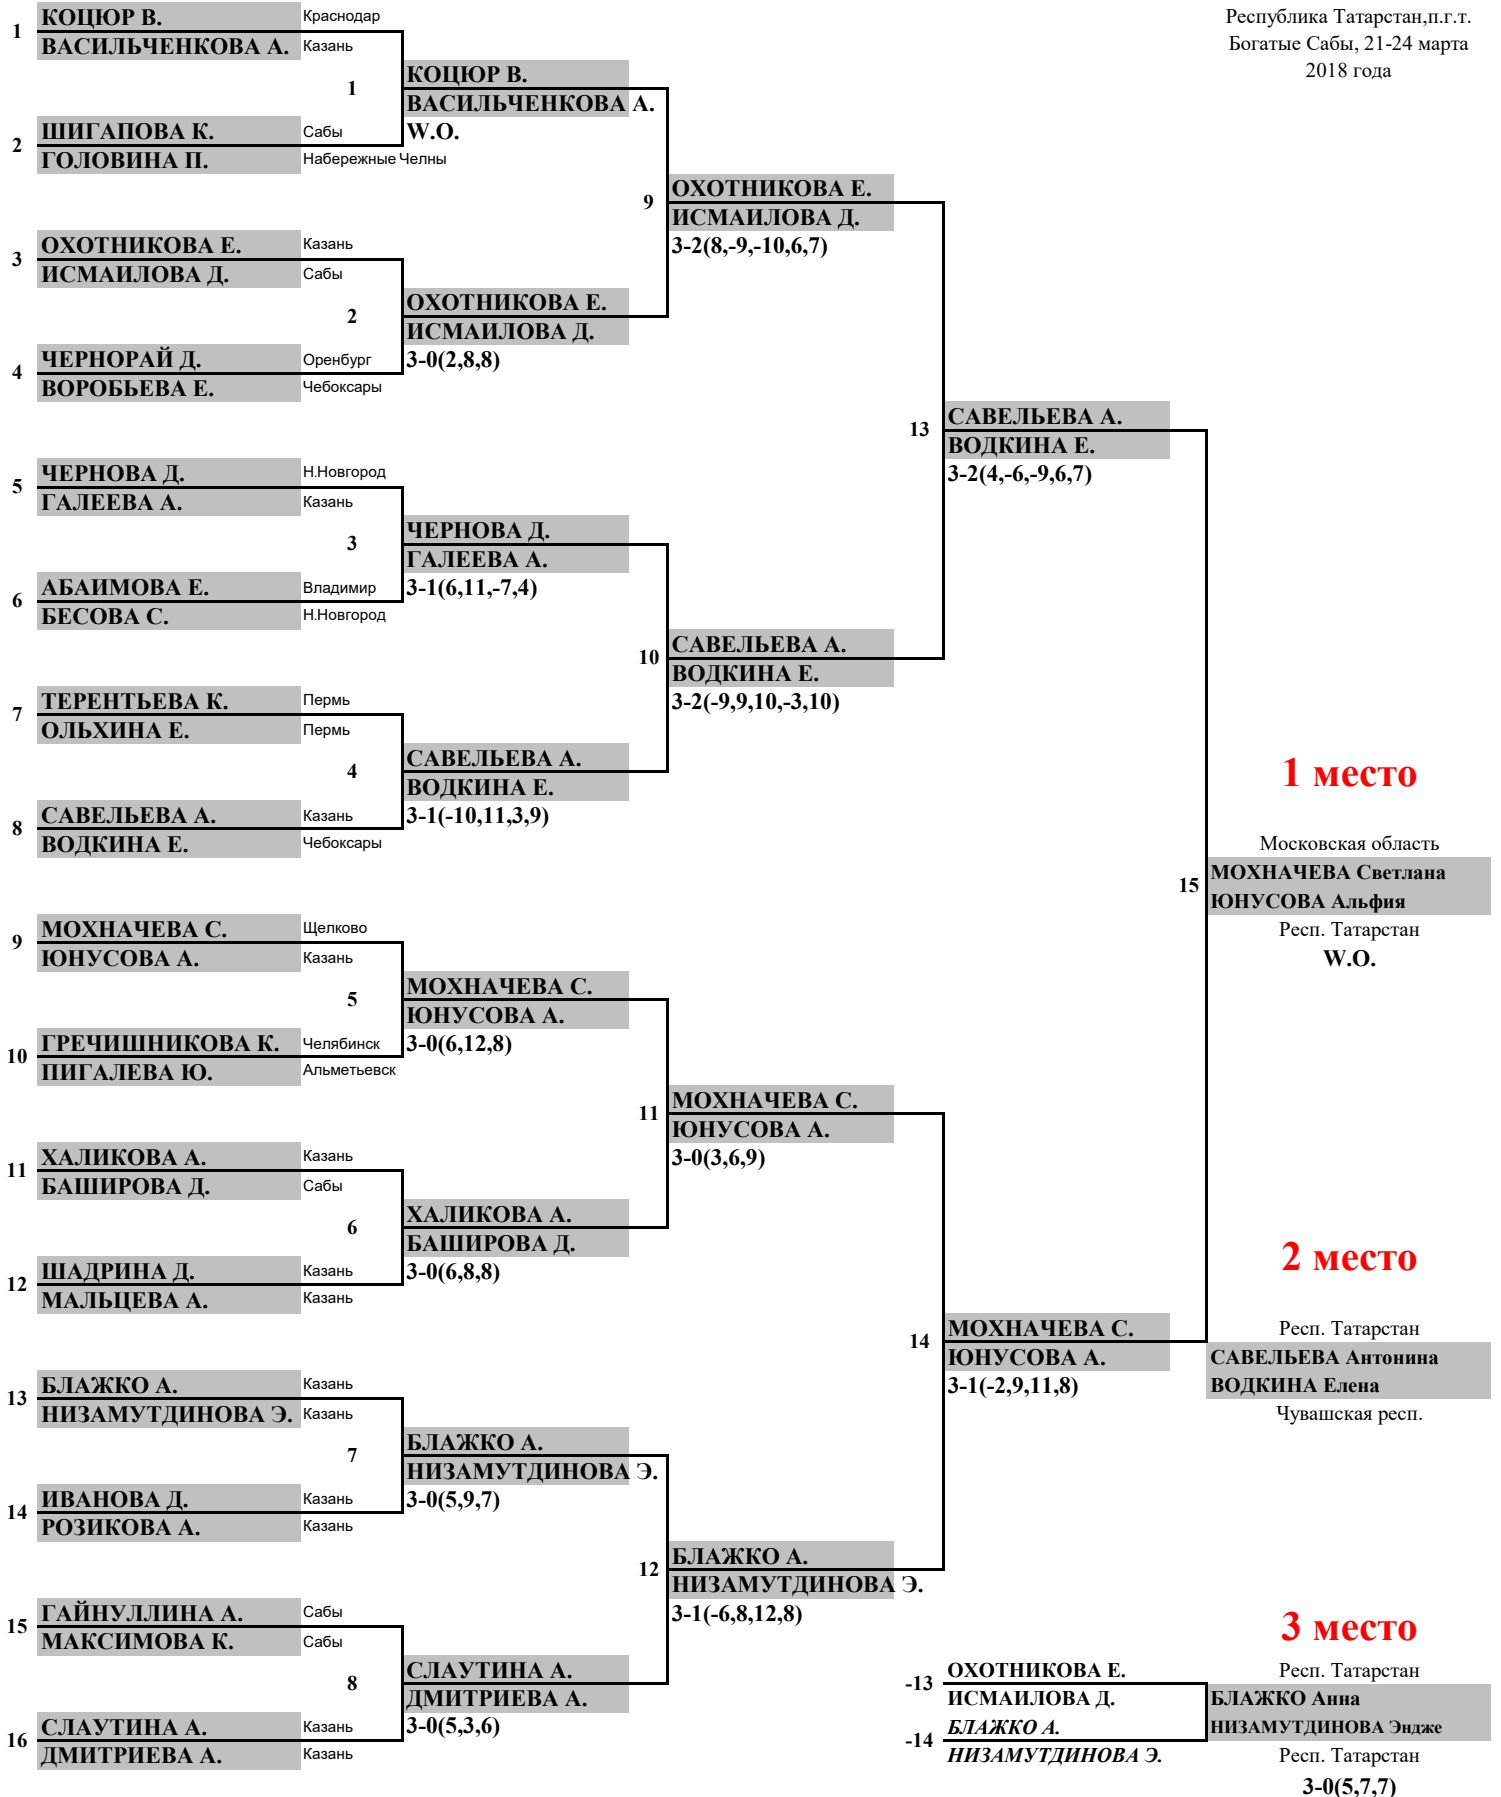 Республика Татарстан,п.г.т.
Богатые Сабы, 21-24 марта
2018 года
1
КОЦЮР В.
Краснодар
ВАСИЛЬЧЕНКОВА А.
Казань
1
КОЦЮР В.
ВАСИЛЬЧЕНКОВА А.
W.O.
2
ШИГАПОВА К.
Сабы
ГОЛОВИНА П.
Набережные Челны
9
ОХОТНИКОВА Е.
ИСМАИЛОВА Д.
3-2(8,-9,-10,6,7)
3
ОХОТНИКОВА Е.
Казань
ИСМАИЛОВА Д.
Сабы
2
ОХОТНИКОВА Е.
ИСМАИЛОВА Д.
3-0(2,8,8)
4
ЧЕРНОРАЙ Д.
Оренбург
ВОРОБЬЕВА Е.
Чебоксары
13
САВЕЛЬЕВА А.
ВОДКИНА Е.
3-2(4,-6,-9,6,7)
5
ЧЕРНОВА Д.
Н.Новгород
ГАЛЕЕВА А.
Казань
3
ЧЕРНОВА Д.
ГАЛЕЕВА А.
3-1(6,11,-7,4)
6
АБАИМОВА Е.
Владимир
БЕСОВА С.
Н.Новгород
10
САВЕЛЬЕВА А.
ВОДКИНА Е.
3-2(-9,9,10,-3,10)
7
ТЕРЕНТЬЕВА К.
Пермь
ОЛЬХИНА Е.
Пермь
4
САВЕЛЬЕВА А.
ВОДКИНА Е.
3-1(-10,11,3,9)
8
САВЕЛЬЕВА А.
Казань
ВОДКИНА Е.
Чебоксары
1 место
Московская область
15
МОХНАЧЕВА Светлана
ЮНУСОВА Альфия
Респ. Татарстан
W.O.
9
МОХНАЧЕВА С.
Щелково
ЮНУСОВА А.
Казань
5
МОХНАЧЕВА С.
ЮНУСОВА А.
3-0(6,12,8)
10
ГРЕЧИШНИКОВА К.
Челябинск
ПИГАЛЕВА Ю.
Альметьевск
11
МОХНАЧЕВА С.
ЮНУСОВА А.
3-0(3,6,9)
11
ХАЛИКОВА А.
Казань
БАШИРОВА Д.
Сабы
6
ХАЛИКОВА А.
БАШИРОВА Д.
3-0(6,8,8)
12
ШАДРИНА Д.
Казань
МАЛЬЦЕВА А.
Казань
2 место
Респ. Татарстан
САВЕЛЬЕВА Антонина
ВОДКИНА Елена
Чувашская респ.
14
МОХНАЧЕВА С.
ЮНУСОВА А.
3-1(-2,9,11,8)
13
БЛАЖКО А.
Казань
НИЗАМУТДИНОВА Э.
Казань
7
БЛАЖКО А.
НИЗАМУТДИНОВА Э.
3-0(5,9,7)
14
ИВАНОВА Д.
Казань
РОЗИКОВА А.
Казань
12
БЛАЖКО А.
НИЗАМУТДИНОВА Э.
3-1(-6,8,12,8)
15
ГАЙНУЛЛИНА А.
Сабы
МАКСИМОВА К.
Сабы
8
СЛАУТИНА А.
ДМИТРИЕВА А.
3-0(5,3,6)
16
СЛАУТИНА А.
Казань
ДМИТРИЕВА А.
Казань
3 место
-13
ОХОТНИКОВА Е.
ИСМАИЛОВА Д.
-14
БЛАЖКО А.
НИЗАМУТДИНОВА Э.
Респ. Татарстан
БЛАЖКО Анна
НИЗАМУТДИНОВА Эндже
Респ. Татарстан
3-0(5,7,7)